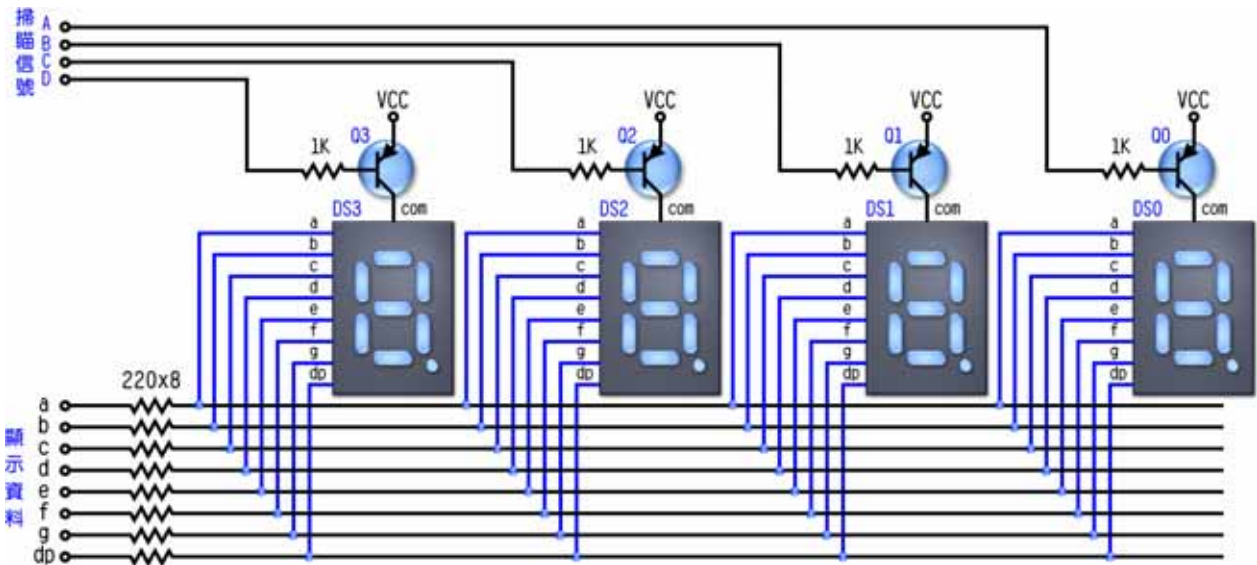 掃瞄信號
A
B
C
D
VCC
VCC
VCC
VCC
Q3
Q2
Q1
Q0
1K
1K
1K
1K
DS3
com
DS2
com
DS1
com
DS0
com
a
b
c
d
e
f
g
dp
a
b
c
d
e
f
g
dp
a
b
c
d
e
f
g
dp
a
b
c
d
e
f
g
dp
220x8
顯示資料
a
b
c
d
e
f
g
dp